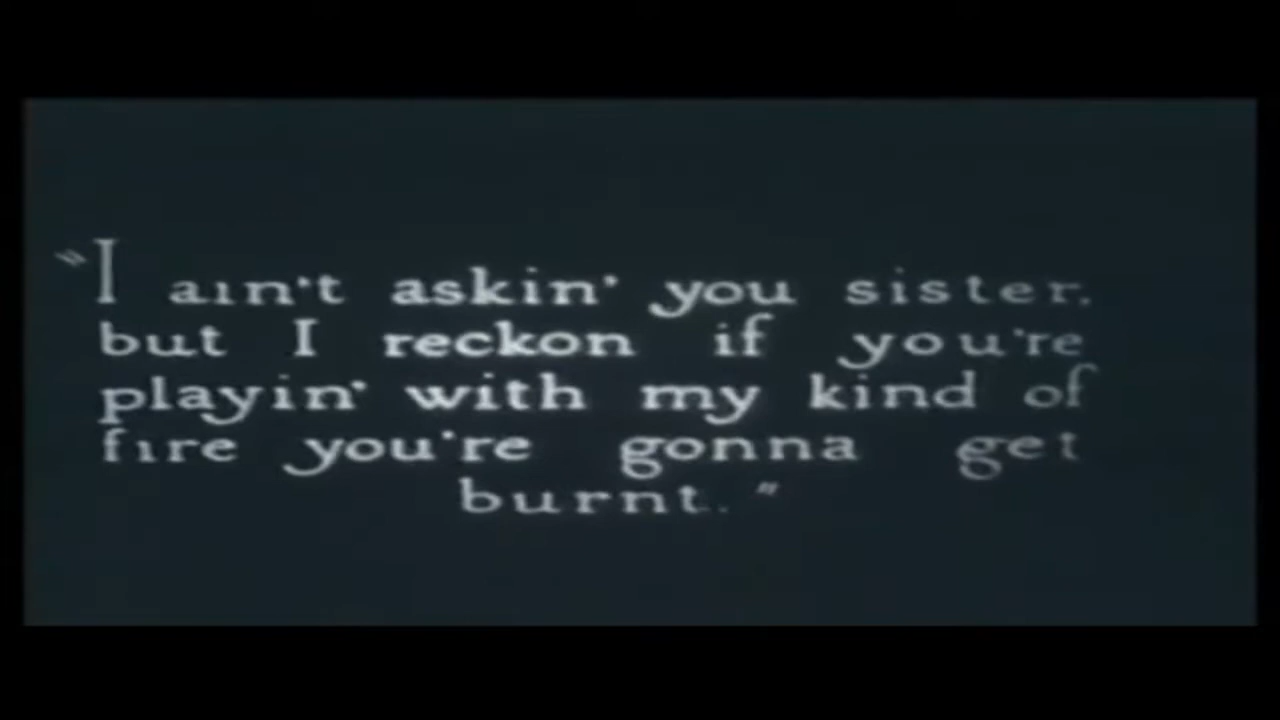 "I ain't askin' you sister,
but I reckon if you're
playin' with my kind of
fire you're gonna get
burnt."